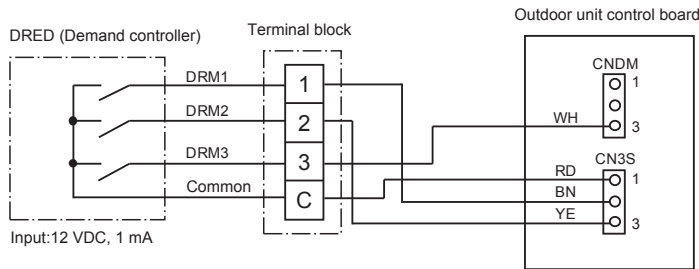 Outdoor unit control board
DRED (Demand controller)
Terminal block
CNDM
DRM1
1
1
DRM2
2
WH
3
DRM3
3
CN3S
RD
1
Common
C
BN
YE
3
Input:12 VDC, 1 mA